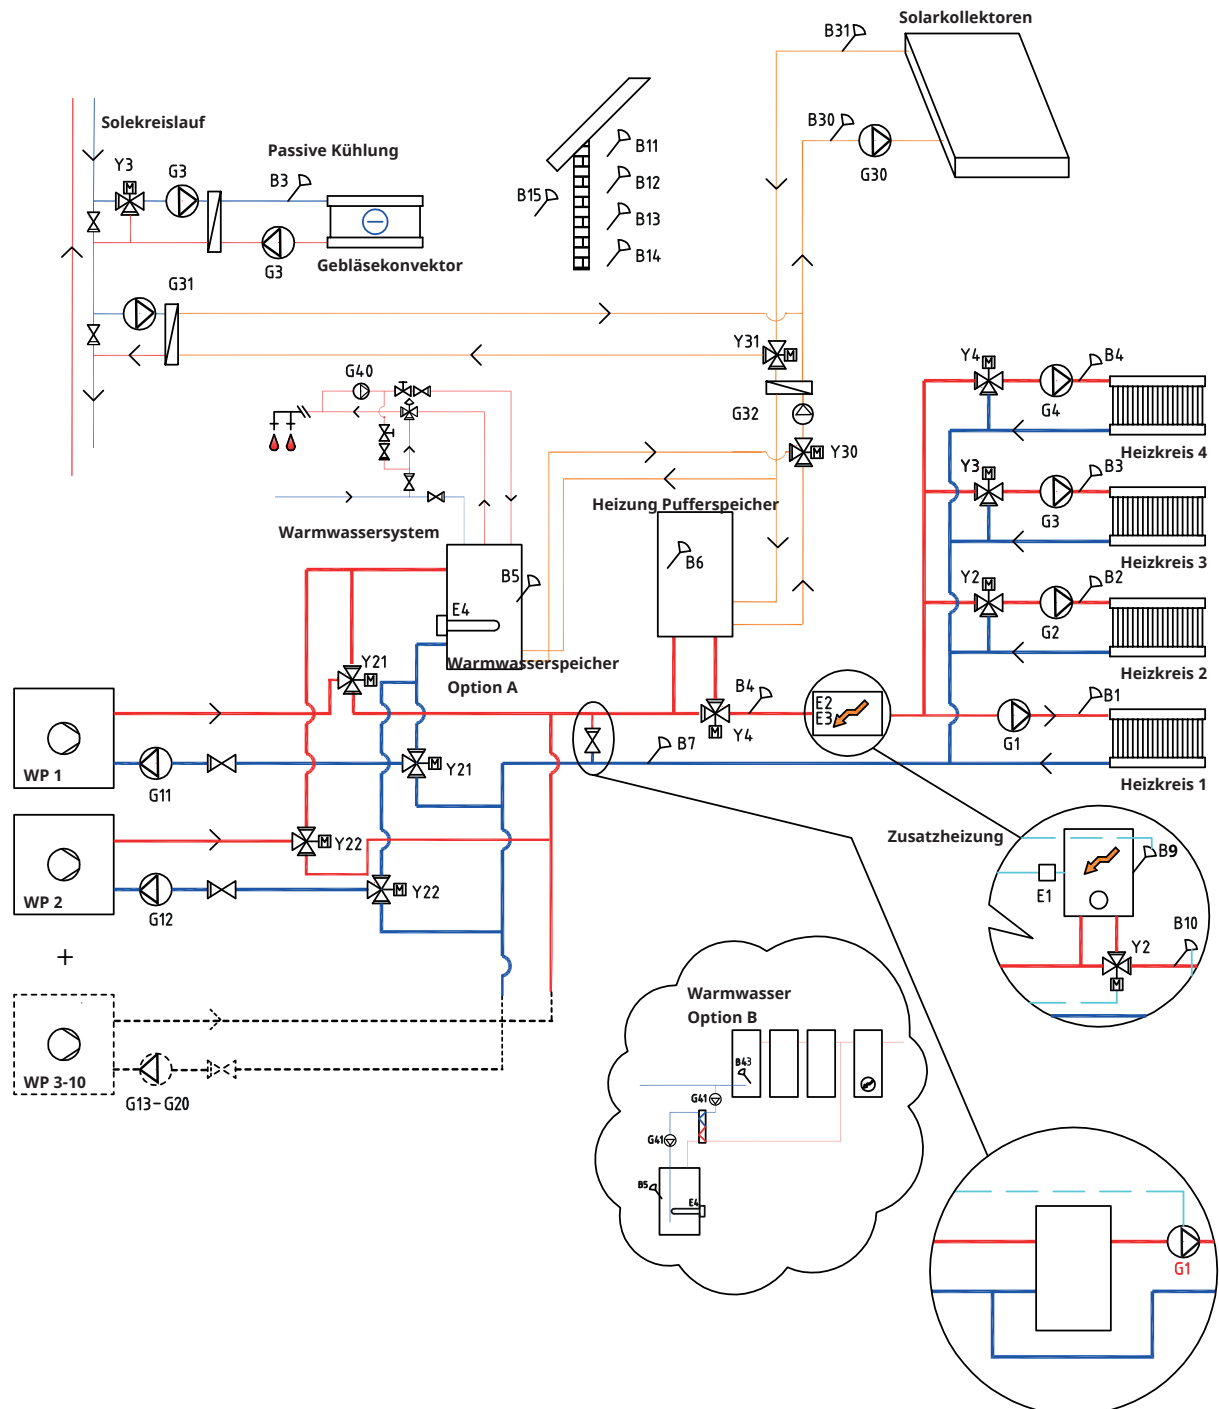 Solarkollektoren
B31
Solekreislauf
B30
G30
Y3
G3
Passive Kühlung
B3
B11
B12
B15
B13
B14
G3
Gebläsekonvektor
G31
Y31
M
G40
G32
Y30
M
Y4
M
B4
G4
Heizkreis 4
Y3
M
B3
G3
Heizkreis 3
Y2
M
B2
G2
Heizkreis 2
B1
G1
Heizkreis 1
Heizung Pufferspeicher
B6
Warmwassersystem
B5
E4
Warmwasserspeicher
Option A
Y21
M
B4
E2
E3
M
Y4
B7
WP 1
G11
M
Y21
WP 2
G12
M
Y22
M
Y22
+
WP 3-10
G13–G20
Zusatzheizung
B9
E1
B10
Y2
M
Warmwasser
Option B
B43
G41
G41
B5
E4
G1
M